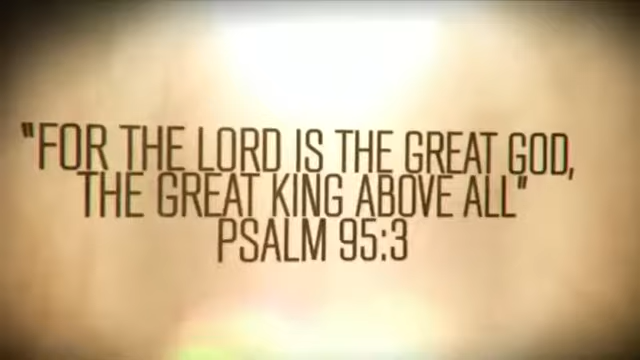 "FOR THE LORD IS THE GREAT GOD,
THE GREAT KING ABOVE ALL"
PSALM 95:3